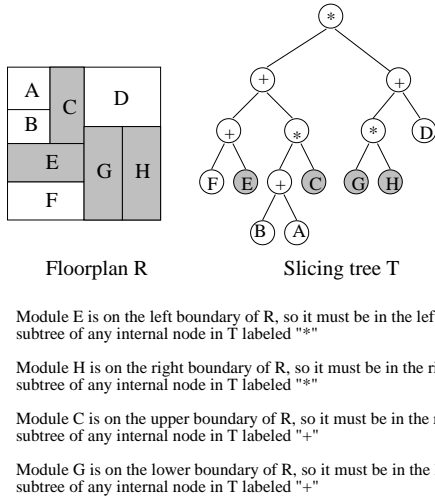 *
+ +
A C D
B
+ * * D
E G H
F
F E + C G H
B A
Floorplan R Slicing tree T
Module E is on the left boundary of R, so it must be in the left
subtree of any internal node in T labeled "*"
Module H is on the right boundary of R, so it must be in the ri
subtree of any internal node in T labeled "*"
Module C is on the upper boundary of R, so it must be in the r
subtree of any internal node in T labeled "+"
Module G is on the lower boundary of R, so it must be in the
subtree of any internal node in T labeled "+"